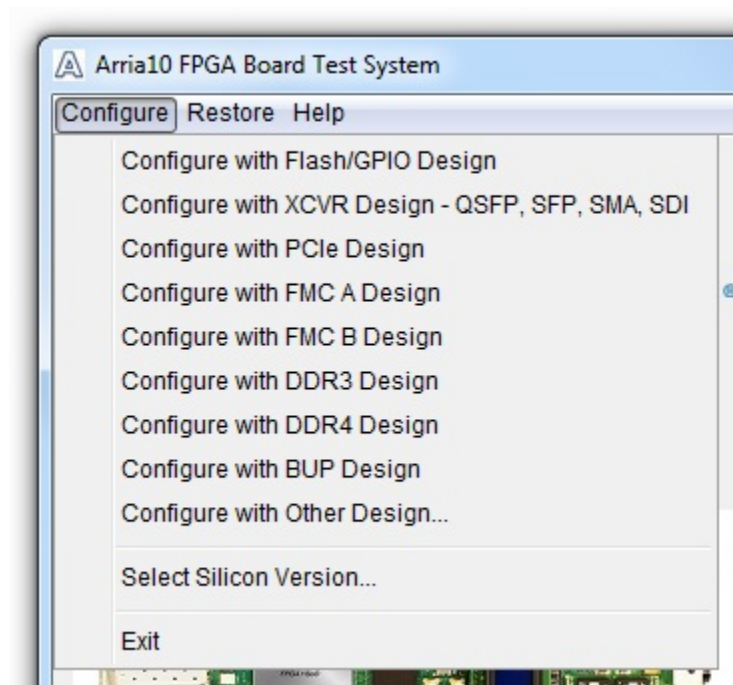 Arria10 FPGA Board Test System
Configure Restore Help
Configure with Flash/GPIO Design
Configure with XCVR Design - QSFP, SFP, SMA, SDI
Configure with PCIe Design
Configure with FMC A Design
Configure with FMC B Design
Configure with DDR3 Design
Configure with DDR4 Design
Configure with BUP Design
Configure with Other Design...
Select Silicon Version...
Exit